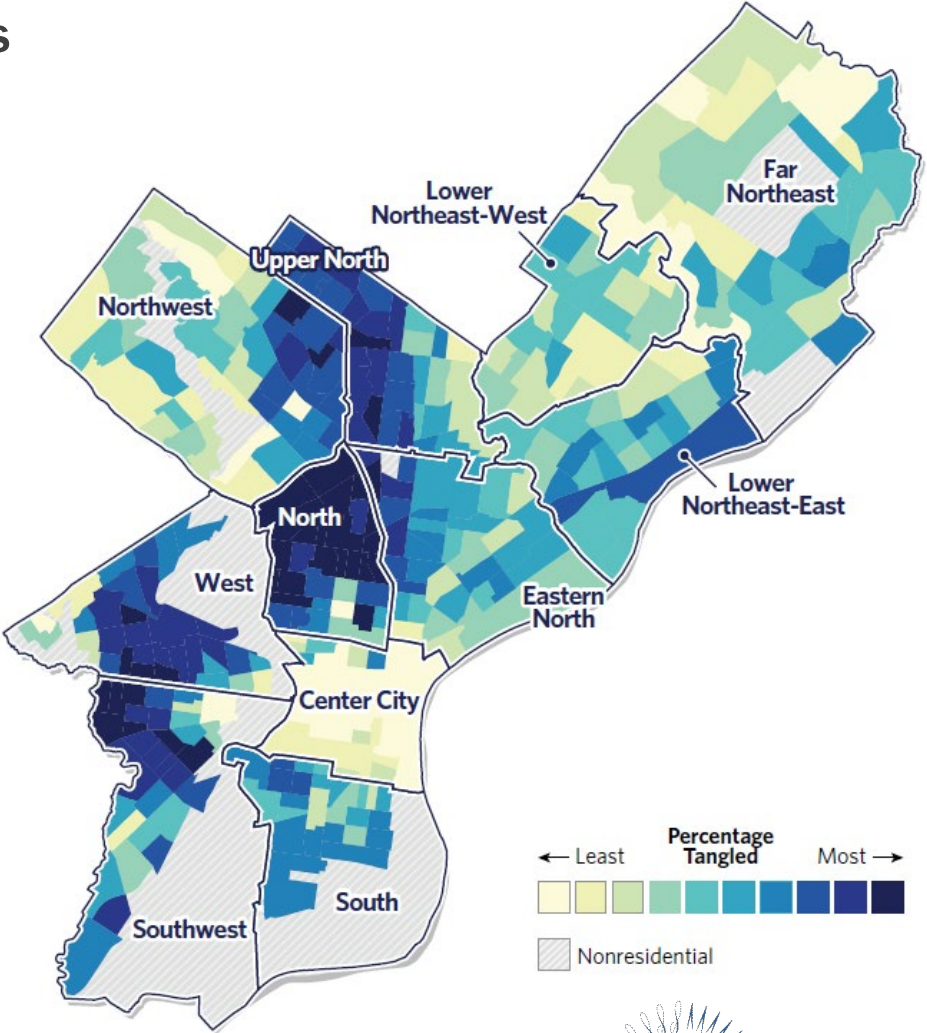 s
Far
Northeast
Lower
Northeast-West
Upper North
Northwest
Lower
Northeast-East
North
West
Eastern
North
Center City
South
Southwest
Percentage
Tangled
← Least
Most →
Nonresidential